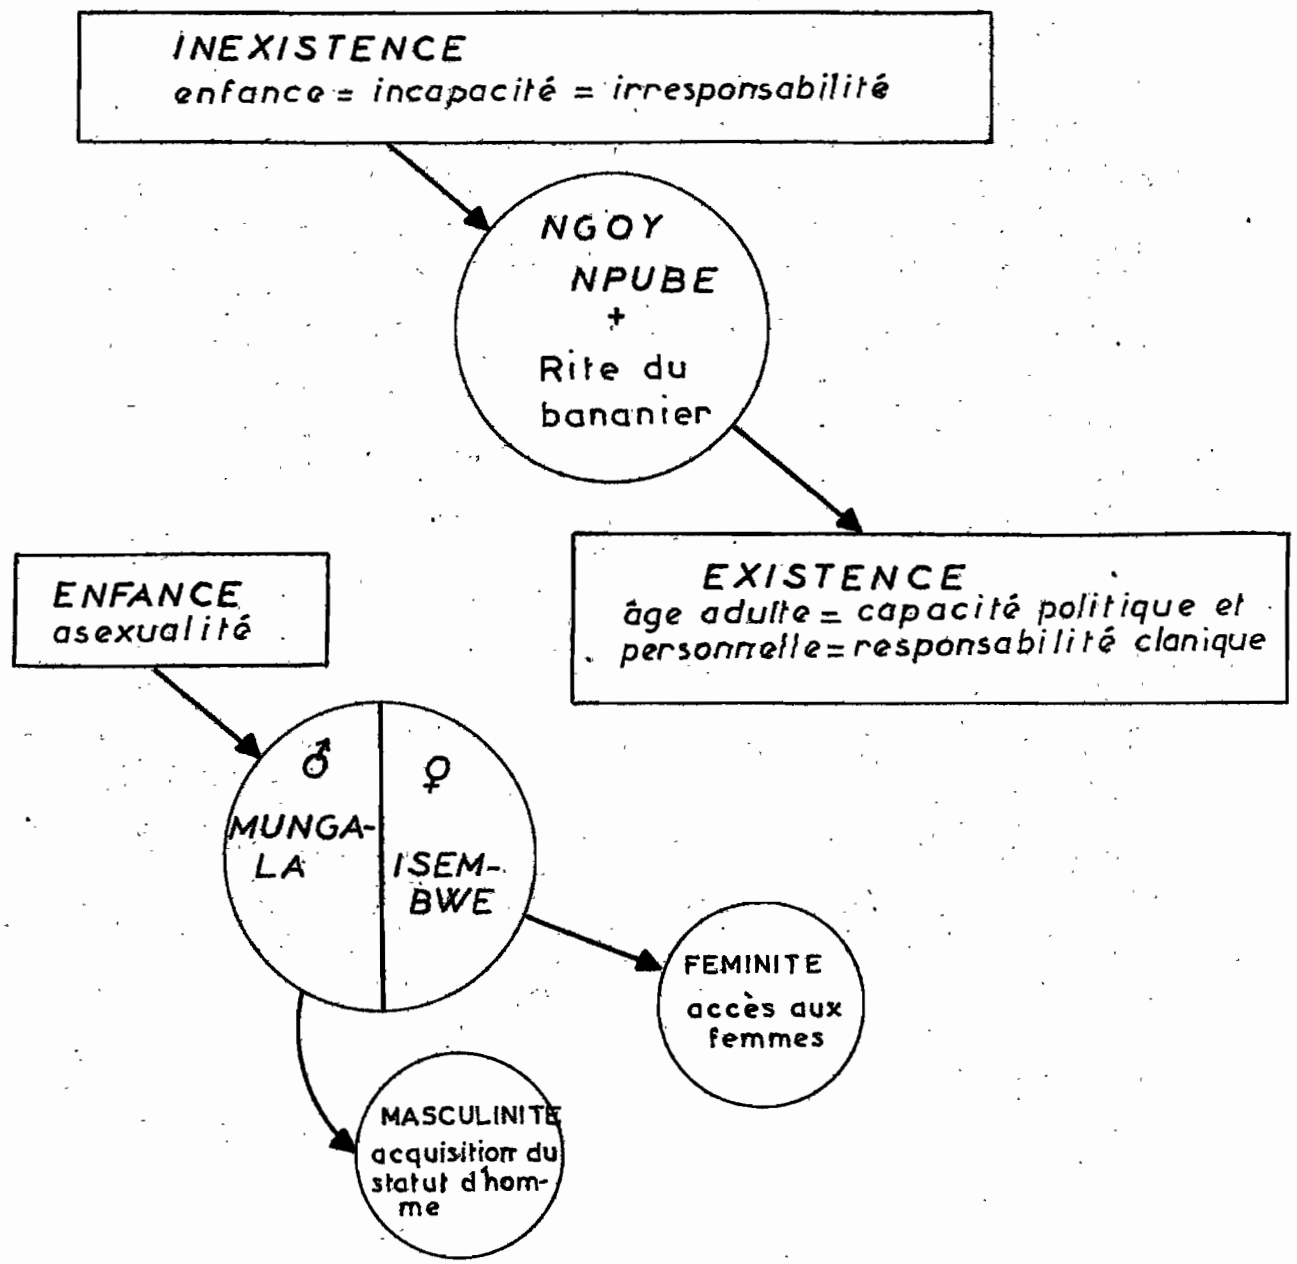 INEXISTENCE
enfance = incapacité = irresponsabilité
NGOY
NPUBE
+
Rite du
bananier
EXISTENCE
âge adulte = capacité politique et
personnelle = responsabilité clanique
ENFANCE
asexualité
♂
♀
MUNGA-
LA
ISEM-
BWE
FEMINITE
accès aux
femmes
MASCULINITE
acquisition du
statut d'hom-
me